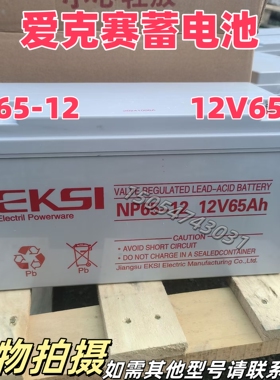 爱克赛蓄电池
65-12 12V65
EKSI
Electril Powerware
VALVE REGULATED LEAD-ACID BATTERY
NP65-12 12V65Ah
13054743031
AVOID SHORT CIRCUIT
DO NOT CHARGE IN A SEALED CONTAINER
Jiangsu EKSI Electric Manufacturing Co.,Ltd.
Pb Pb
物拍摄 如需其他型号请联系